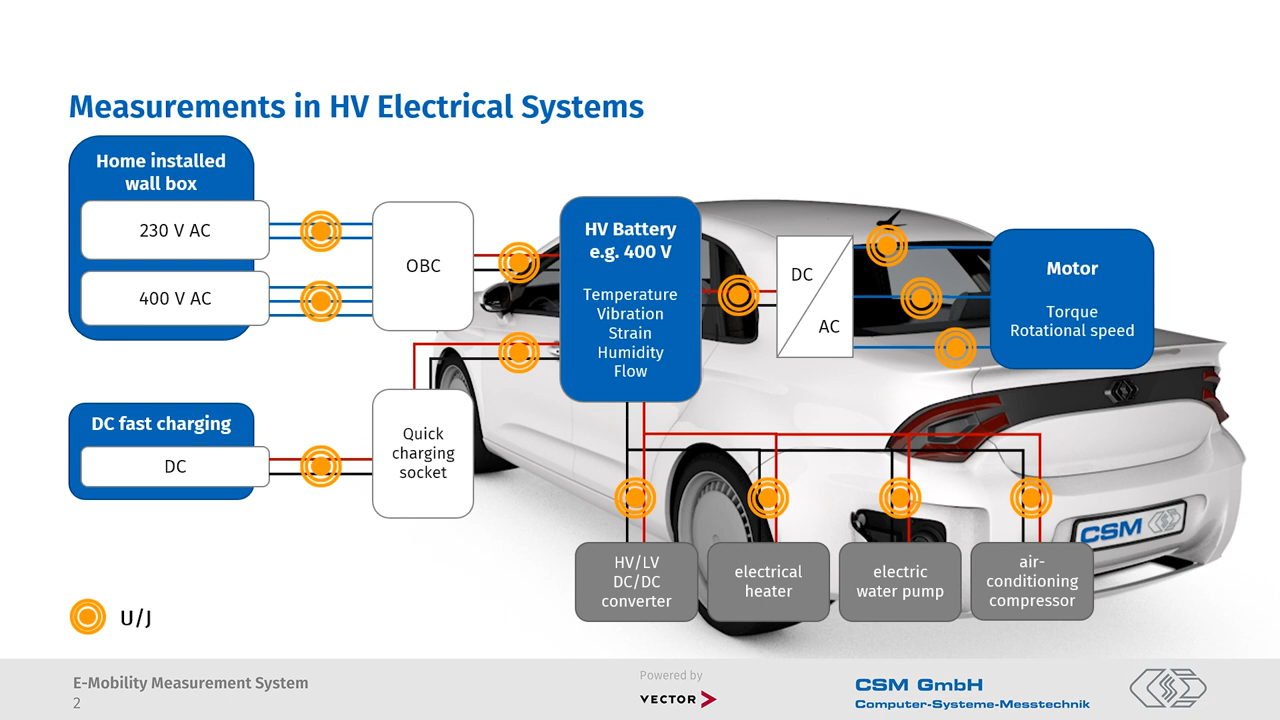 Measurements in HV Electrical Systems
Home installed
wall box
230 V AC
400 V AC
OBC
DC fast charging
DC
Quick
charging
socket
HV Battery
e.g. 400 V
Temperature
Vibration
Strain
Humidity
Flow
DC
AC
Motor
Torque
Rotational speed
HV/LV
DC/DC
converter
electrical
heater
electric
water pump
air-
conditioning
compressor
CSM
U/J
E-Mobility Measurement System
2
Powered by
VECTOR
CSM GmbH
Computer-Systeme-Messtechnik